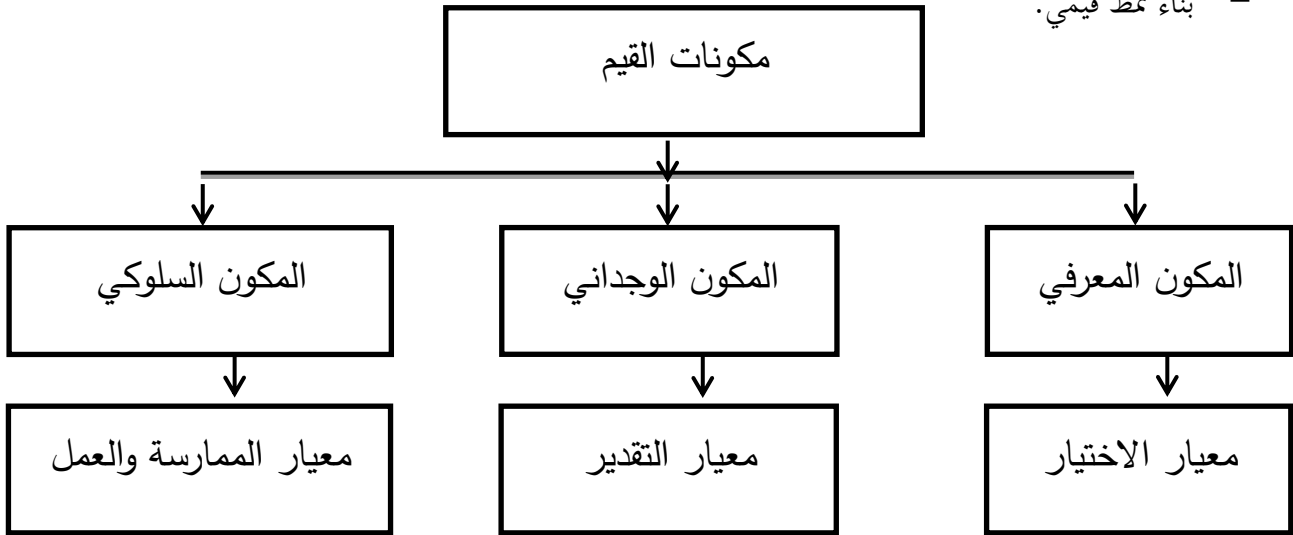 – بناء نمط قيمي.
مكونات القيم
المكون المعرفي
المكون الوجداني
المكون السلوكي
معيار الاختيار
معيار التقدير
معيار الممارسة والعمل